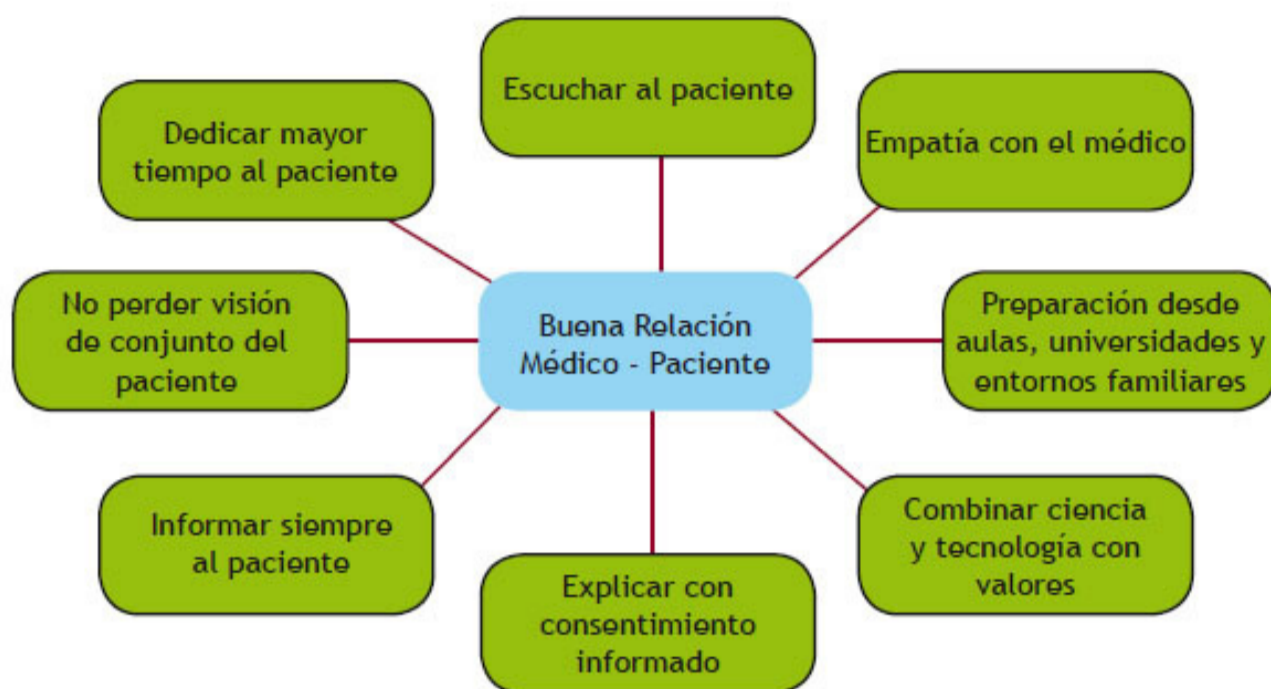 Escuchar al paciente
Dedicar mayor
tiempo al paciente
Empatía con el médico
No perder visión
de conjunto del
paciente
Buena Relación
Médico - Paciente
Preparación desde
aulas, universidades y
entornos familiares
Informar siempre
al paciente
Explicar con
consentimiento
informado
Combinar ciencia
y tecnología con
valores